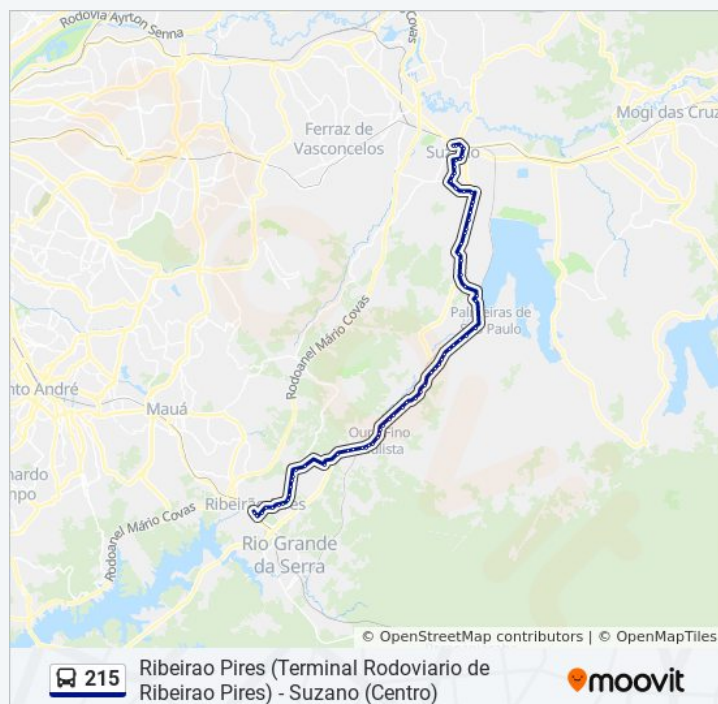 Rodovia Ayrton Senna
Covas
Mogi das Cruz
Ferraz de
Vasconcelos
Suzano
Palmeiras de
São Paulo
Rodoanel Mário Covas
nto André
Mauá
Ouro Fino
Paulista
nardo
mpo
Ribeirão Pires
Rodoanel Mário Covas
Rio Grande
da Serra
© OpenStreetMap contributors | © OpenMapTiles
215
Ribeirao Pires (Terminal Rodoviario de
Ribeirao Pires) - Suzano (Centro)
moovit